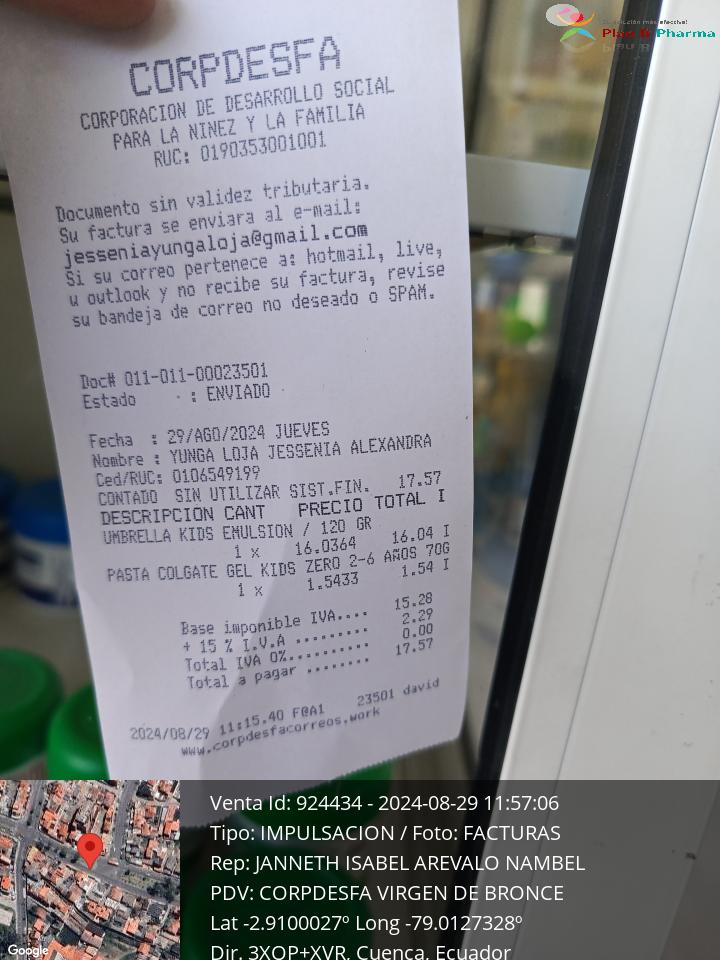 Plan B Pharma
CORPDESFA
CORPORACION DE DESARROLLO SOCIAL
PARA LA NINEZ Y LA FAMILIA
RUC: 0190353001001
Documento sin validez tributaria.
Su factura se enviara al e-mail:
jesseniayungaloja@gmail.com
Si su correo pertenece a: hotmail, live,
u outlook y no recibe su factura, revise
su bandeja de correo no deseado o SPAM.
Doc# 011-011-00023501
Estado : ENVIADO
Fecha : 29/AGO/2024 JUEVES
Nombre : YUNGA LOJA JESSENIA ALEXANDRA
Ced/RUC: 0106549199
CONTADO SIN UTILIZAR SIST.FIN. 17.57
DESCRIPCION CANT PRECIO TOTAL I
UMBRELLA KIDS EMULSION / 120 GR
1 x 16.0364 16.04 I
PASTA COLGATE GEL KIDS ZERO 2-6 AÑOS 70G
1 x 1.5433 1.54 I
Base imponible IVA.... 15.28
+ 15 % I.V.A ......... 2.29
Total IVA 0%.......... 0.00
Total a pagar ........ 17.57
2024/08/29 11:15.40 F@A1 23501 david
www.corpdesfacorreos.work
Venta Id: 924434 - 2024-08-29 11:57:06
Tipo: IMPULSACION / Foto: FACTURAS
Rep: JANNETH ISABEL AREVALO NAMBEL
PDV: CORPDESFA VIRGEN DE BRONCE
Lat -2.9100027º Long -79.0127328º
Dir. 3XQP+XVR, Cuenca, Ecuador
Google